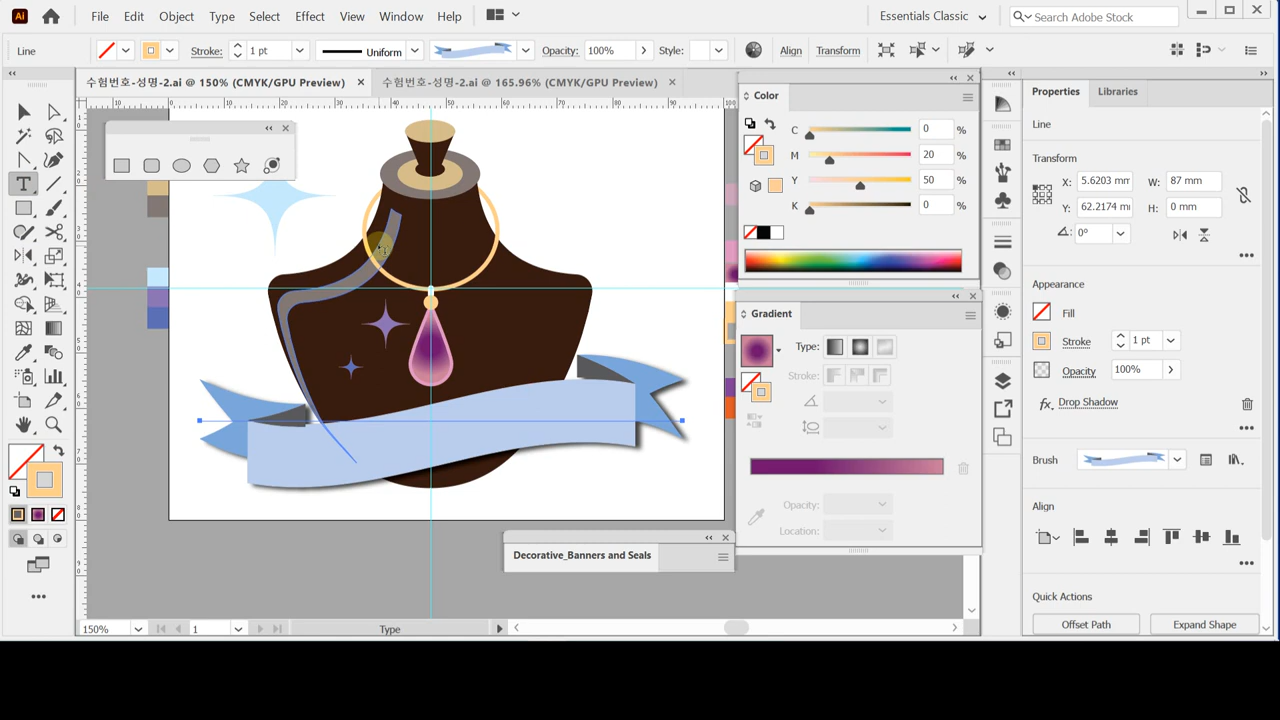 Ai File Edit Object Type Select Effect View Window Help Essentials Classic Search Adobe Stock
Line Stroke: 1 pt Uniform Opacity: 100% Style: Align Transform
수험번호-성명-2.ai @ 150% (CMYK/GPU Preview) 수험번호-성명-2.ai @ 165.96% (CMYK/GPU Preview)
Color
C 0 %
M 20 %
Y 50 %
K 0 %
Gradient
Type:
Stroke:
Opacity:
Location:
Decorative_Banners and Seals
150% 1 Type
Properties Libraries
Line
Transform
X: 5.6203 mm W: 87 mm
Y: 62.2174 mm H: 0 mm
0°
Appearance
Fill
Stroke 1 pt
Opacity 100%
fx Drop Shadow
Brush
Align
Quick Actions
Offset Path Expand Shape